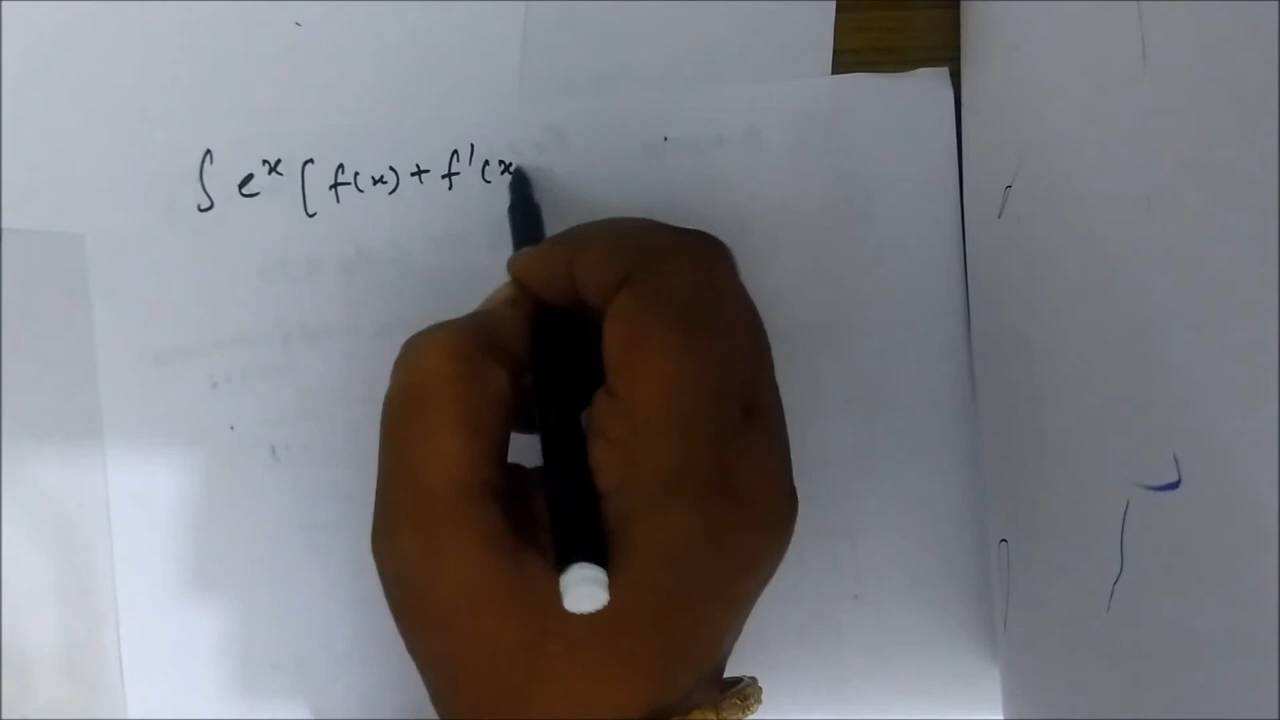 ∫ eˣ [ f(x) + f'(x